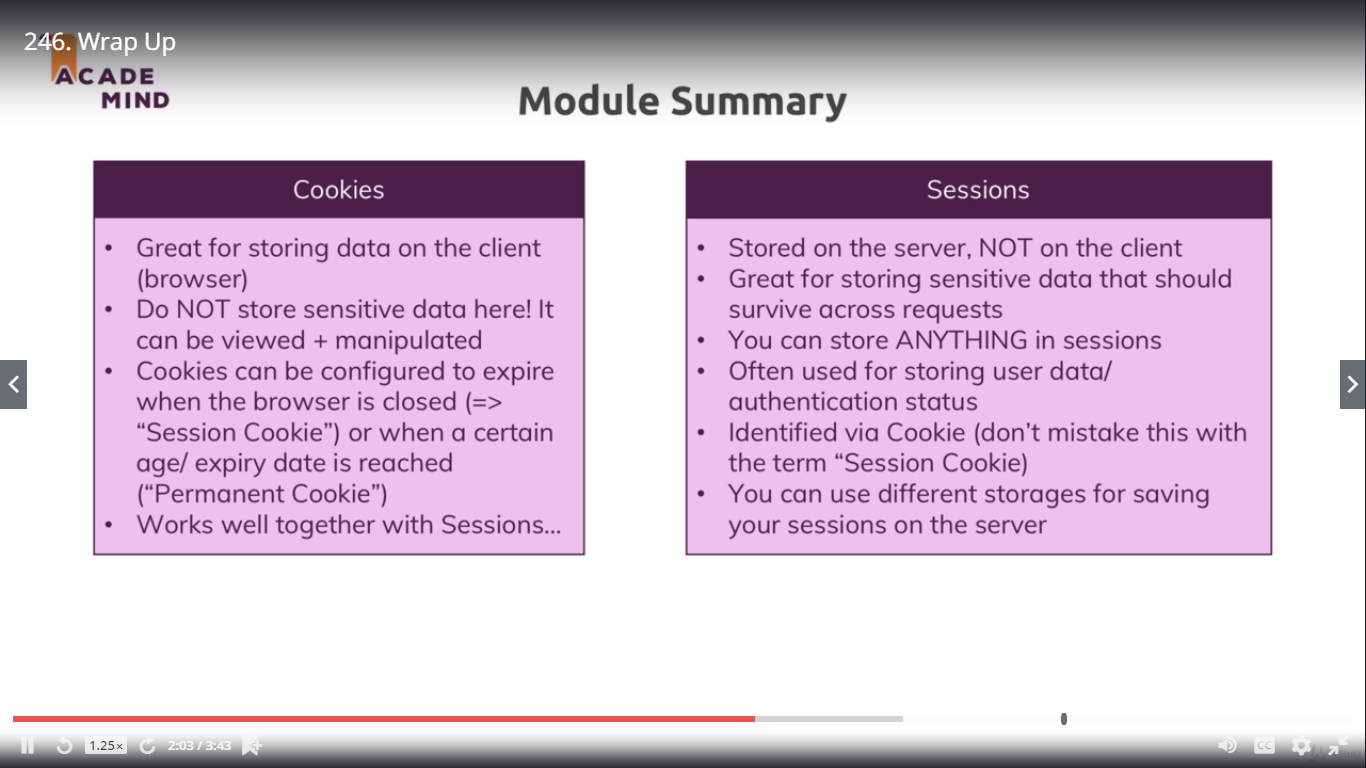 246. Wrap Up
ACADE
MIND
Module Summary
Cookies
• Great for storing data on the client
(browser)
• Do NOT store sensitive data here! It
can be viewed + manipulated
• Cookies can be configured to expire
when the browser is closed (=>
“Session Cookie”) or when a certain
age/ expiry date is reached
(“Permanent Cookie”)
• Works well together with Sessions...
Sessions
• Stored on the server, NOT on the client
• Great for storing sensitive data that should
survive across requests
• You can store ANYTHING in sessions
• Often used for storing user data/
authentication status
• Identified via Cookie (don’t mistake this with
the term “Session Cookie)
• You can use different storages for saving
your sessions on the server
1.25×
2:03 / 3:43
CC